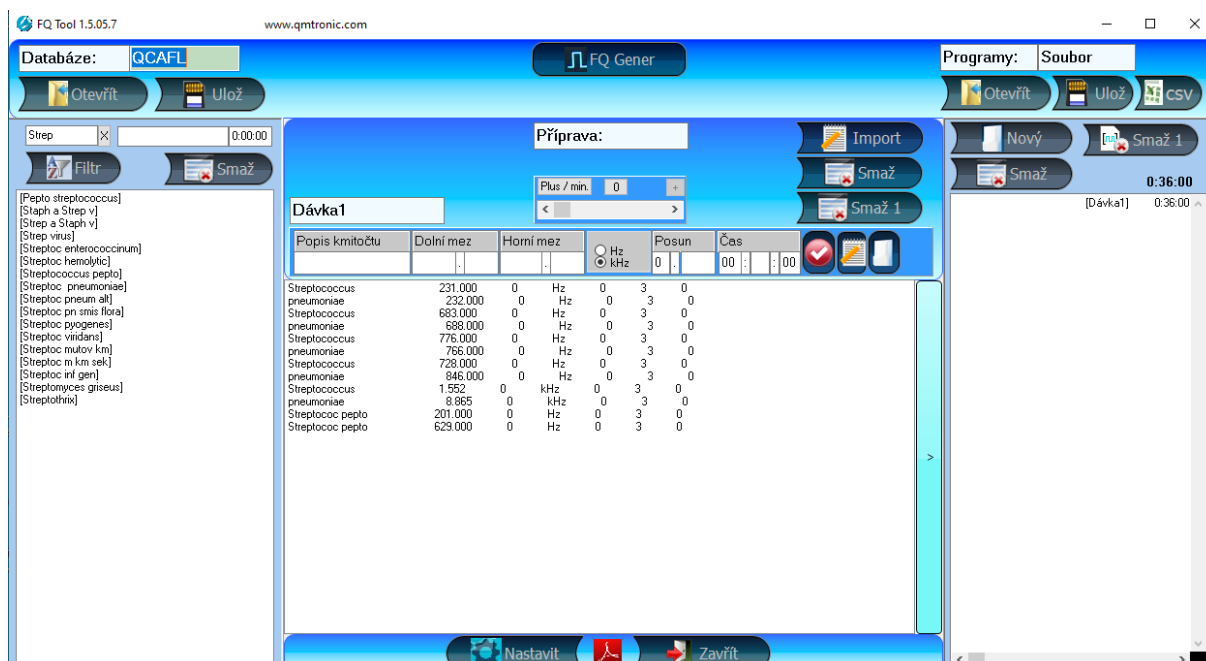 FQ Tool 1.5.05.7 www.qmtronic.com
Databáze: QCAFL
FQ Gener
Programy: Soubor
Otevřít Ulož
Otevřít Ulož CSV
Strep X 0:00:00
Filtr Smaž
[Pepto streptococcus]
[Staph a Strep v]
[Strep a Staph v]
[Strep virus]
[Streptoc enterococcinum]
[Streptoc hemolytic]
[Streptococcus pepto]
[Streptoc pneumoniae]
[Streptoc pneum alt]
[Streptoc pn smis flora]
[Streptoc pyogenes]
[Streptoc viridans]
[Streptoc mutov km]
[Streptoc m km sek]
[Streptoc inf gen]
[Streptomyces griseus]
[Streptothrix]
Příprava:
Import
Smaž
Smaž 1
Plus / min. 0 +
< >
Dávka1
Popis kmitočtu Dolní mez Horní mez Hz kHz Posun Čas
. . 0 . 00 : : 00
Streptococcus 231.000 0 Hz 0 3 0
pneumoniae 232.000 0 Hz 0 3 0
Streptococcus 683.000 0 Hz 0 3 0
pneumoniae 688.000 0 Hz 0 3 0
Streptococcus 776.000 0 Hz 0 3 0
pneumoniae 766.000 0 Hz 0 3 0
Streptococcus 728.000 0 Hz 0 3 0
pneumoniae 846.000 0 Hz 0 3 0
Streptococcus 1.552 0 kHz 0 3 0
pneumoniae 8.865 0 kHz 0 3 0
Streptococ pepto 201.000 0 Hz 0 3 0
Streptococ pepto 629.000 0 Hz 0 3 0
>
Nový Smaž 1
Smaž 0:36:00
[Dávka1] 0:36:00
Nastavit Zavřít